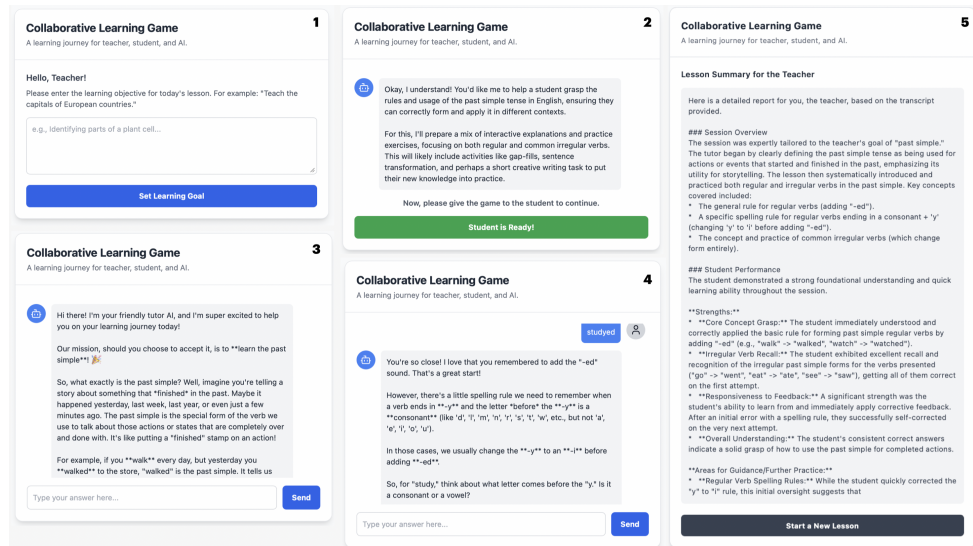 Collaborative Learning Game
1
A learning journey for teacher, student, and AI.
Hello, Teacher!
Please enter the learning objective for today's lesson. For example: "Teach the
capitals of European countries."
e.g., Identifying parts of a plant cell...
Set Learning Goal
Collaborative Learning Game
2
A learning journey for teacher, student, and AI.
Okay, I understand! You'd like me to help a student grasp the
rules and usage of the past simple tense in English, ensuring they
can correctly form and apply it in different contexts.
For this, I'll prepare a mix of interactive explanations and practice
exercises, focusing on both regular and common irregular verbs.
This will likely include activities like gap-fills, sentence
transformation, and perhaps a short creative writing task to put
their new knowledge into practice.
Now, please give the game to the student to continue.
Student is Ready!
Collaborative Learning Game
3
A learning journey for teacher, student, and AI.
Hi there! I'm your friendly tutor AI, and I'm super excited to help
you on your learning journey today!
Our mission, should you choose to accept it, is to **learn the past
simple**! 🎉
So, what exactly is the past simple? Well, imagine you're telling a
story about something that *finished* in the past. Maybe it
happened yesterday, last week, last year, or even just a few
minutes ago. The past simple is the special form of the verb we
use to talk about those actions or states that are completely over
and done with. It's like putting a "finished" stamp on an action!
For example, if you **walk** every day, but yesterday you
**walked** to the store, "walked" is the past simple. It tells us
Type your answer here...
Send
Collaborative Learning Game
4
A learning journey for teacher, student, and AI.
studyed
You're so close! I love that you remembered to add the "-ed"
sound. That's a great start!
However, there's a little spelling rule we need to remember when
a verb ends in **-y** and the letter *before* the **-y** is a
**consonant** (like 'd', 'l', 'm', 'n', 'r', 's', 't', 'w', etc., but not 'a',
'e', 'i', 'o', 'u').
In those cases, we usually change the **-y** to an **-i** before
adding **-ed**.
So, for "study," think about what letter comes before the "y." Is it
a consonant or a vowel?
Type your answer here...
Send
Collaborative Learning Game
5
A learning journey for teacher, student, and AI.
Lesson Summary for the Teacher
Here is a detailed report for you, the teacher, based on the transcript
provided.
### Session Overview
The session was expertly tailored to the teacher's goal of "past simple."
The tutor began by clearly defining the past simple tense as being used for
actions or events that started and finished in the past, emphasizing its
utility for storytelling. The lesson then systematically introduced and
practiced both regular and irregular verbs in the past simple. Key concepts
covered included:
* The general rule for regular verbs (adding "-ed").
* A specific spelling rule for regular verbs ending in a consonant + 'y'
(changing 'y' to 'i' before adding "-ed").
* The concept and practice of common irregular verbs (which change
form entirely).
### Student Performance
The student demonstrated a strong foundational understanding and quick
learning ability throughout the session.
**Strengths:**
* **Core Concept Grasp:** The student immediately understood and
correctly applied the basic rule for forming past simple regular verbs by
adding "-ed" (e.g., "walk" -> "walked", "watch" -> "watched").
* **Irregular Verb Recall:** The student exhibited excellent recall and
recognition of the irregular past simple forms for the verbs presented
("go" -> "went", "eat" -> "ate", "see" -> "saw"), getting all of them correct
on the first attempt.
* **Responsiveness to Feedback:** A significant strength was the
student's ability to learn from and immediately apply corrective feedback.
After an initial error with a spelling rule, they successfully self-corrected
on the very next attempt.
* **Overall Understanding:** The student's consistent correct answers
indicate a solid grasp of how to use the past simple for completed actions.
**Areas for Guidance/Further Practice:**
* **Regular Verb Spelling Rules:** While the student quickly corrected the
"y" to "i" rule, this initial oversight suggests that
Start a New Lesson